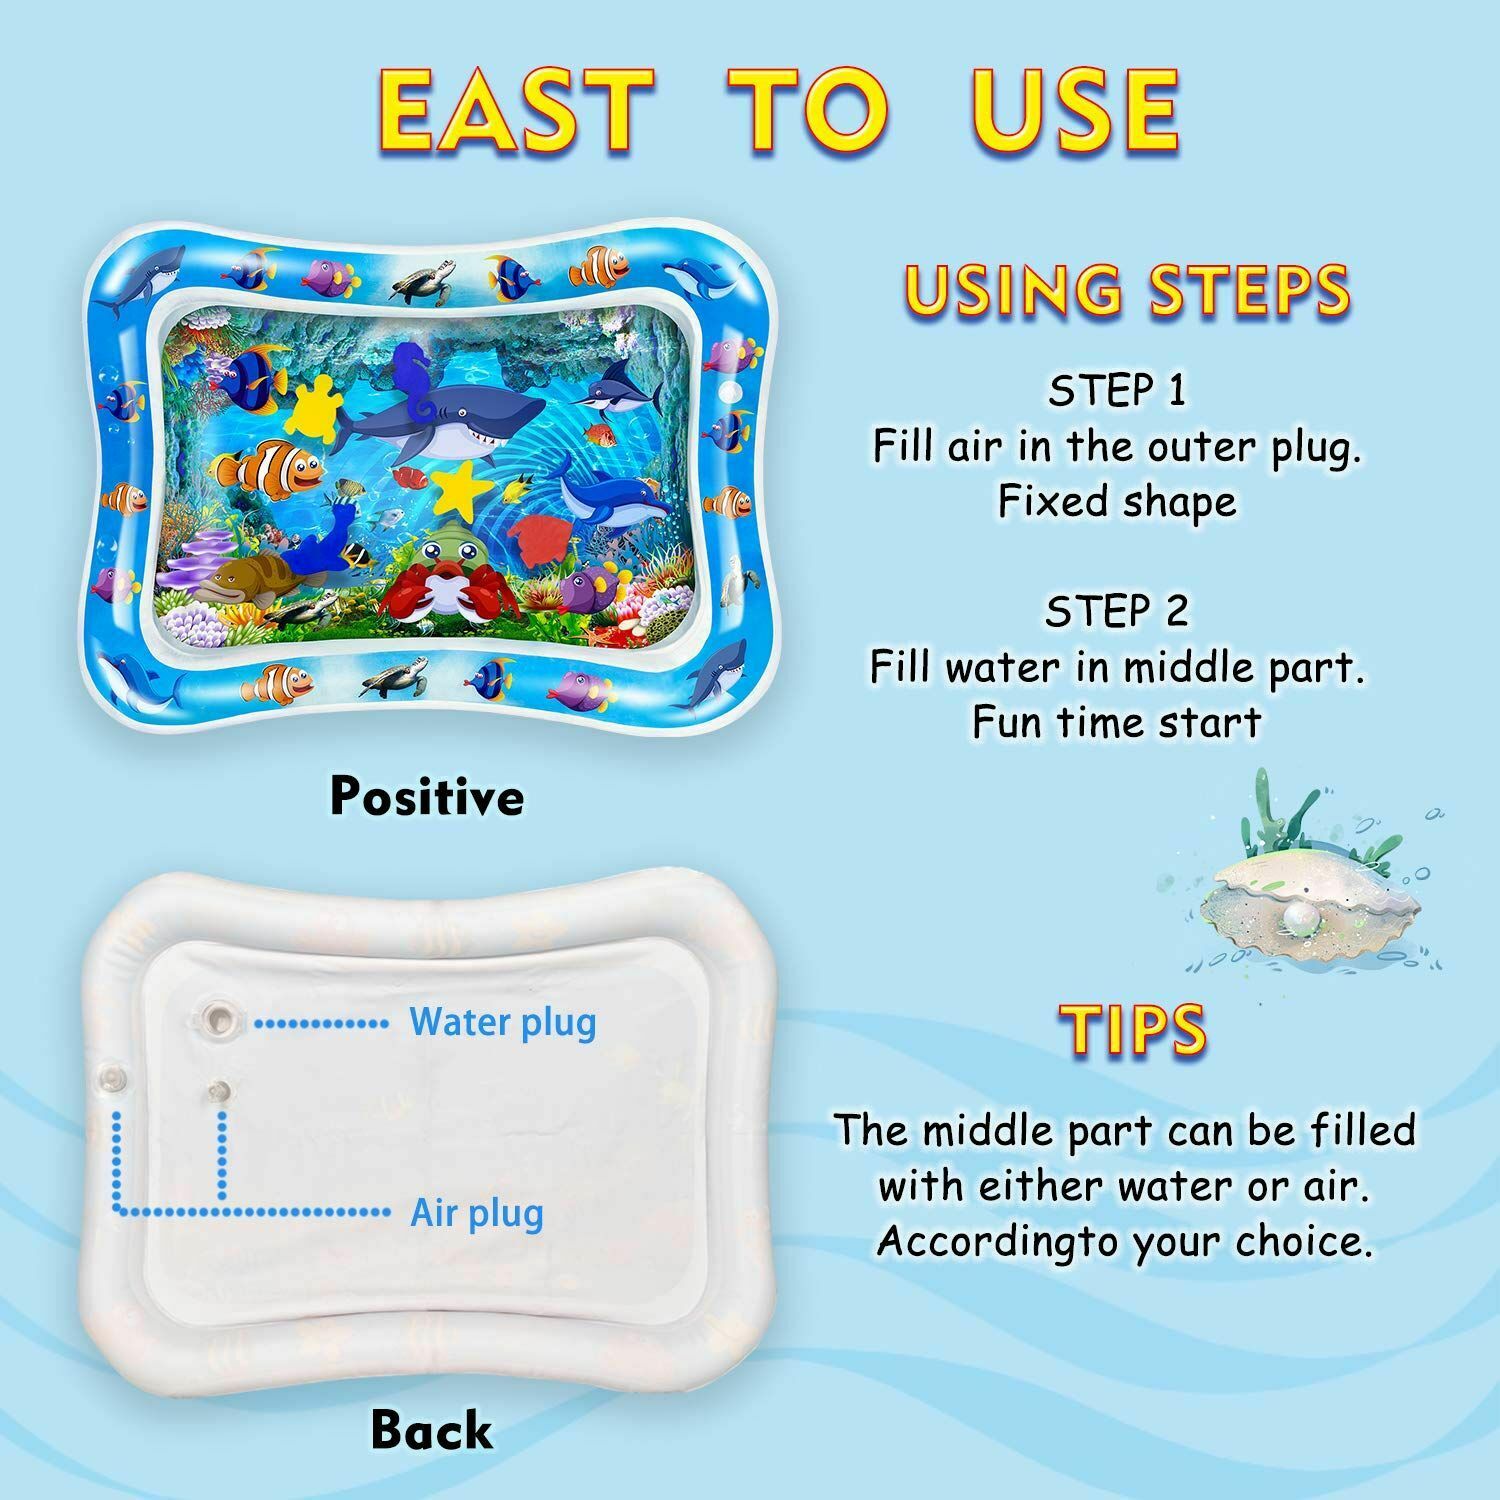 EAST TO USE
USING STEPS
STEP 1
Fill air in the outer plug.
Fixed shape
STEP 2
Fill water in middle part.
Fun time start
Positive
Water plug
Air plug
Back
TIPS
The middle part can be filled
with either water or air.
Accordingto your choice.